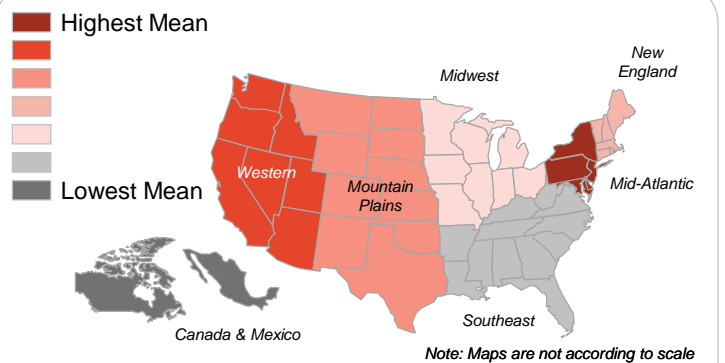 Highest Mean
New
England
Midwest
Western
Mountain
Plains
Mid-Atlantic
Lowest Mean
Southeast
Canada & Mexico
Note: Maps are not according to scale